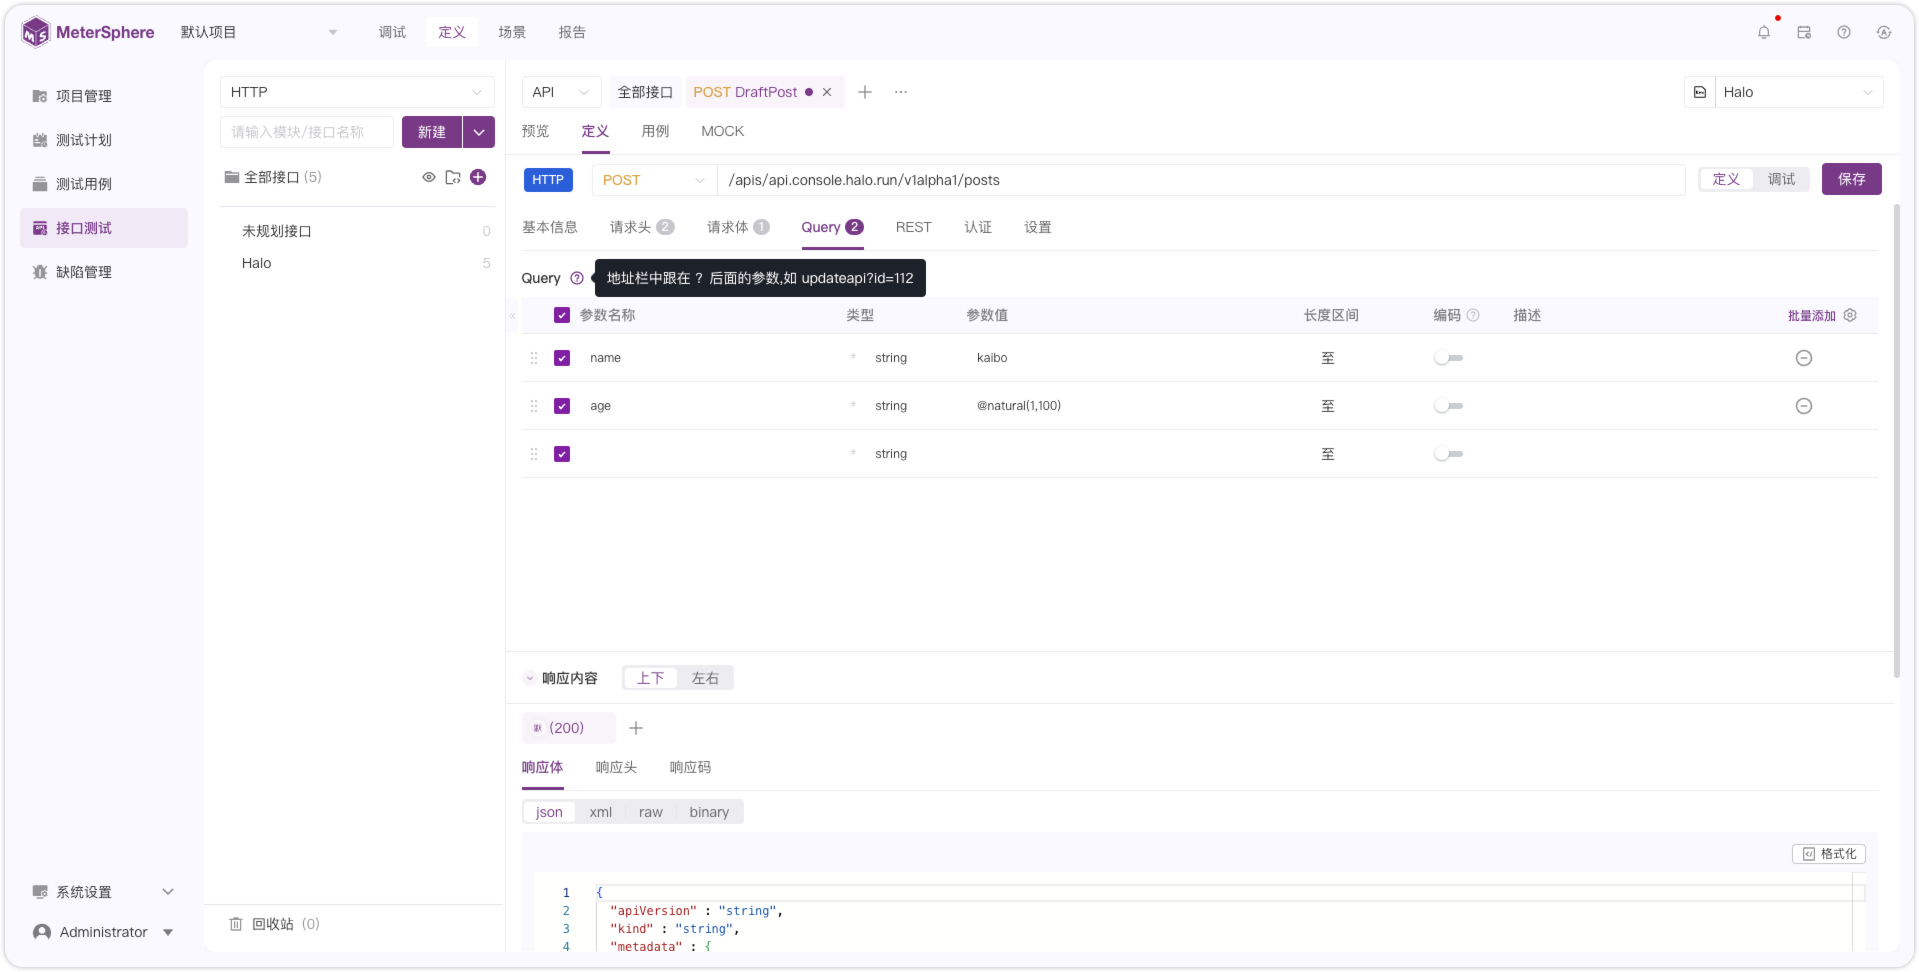 MeterSphere 默认项目 调试 定义 场景 报告
项目管理
测试计划
测试用例
接口测试
缺陷管理
系统设置
Administrator
HTTP
请输入模块/接口名称 新建
全部接口 (5)
未规划接口 0
Halo 5
回收站 (0)
API 全部接口 POST DraftPost Halo
预览 定义 用例 MOCK
HTTP POST /apis/api.console.halo.run/v1alpha1/posts 定义 调试 保存
基本信息 请求头 2 请求体 1 Query 2 REST 认证 设置
Query 地址栏中跟在 ? 后面的参数,如 updateapi?id=112
参数名称 类型 参数值 长度区间 编码 描述 批量添加
name * string kaibo 至
age * string @natural(1,100) 至
* string 至
响应内容 上下 左右
(200)
响应体 响应头 响应码
json xml raw binary
格式化
1 {
2 "apiVersion" : "string",
3 "kind" : "string",
4 "metadata" : {